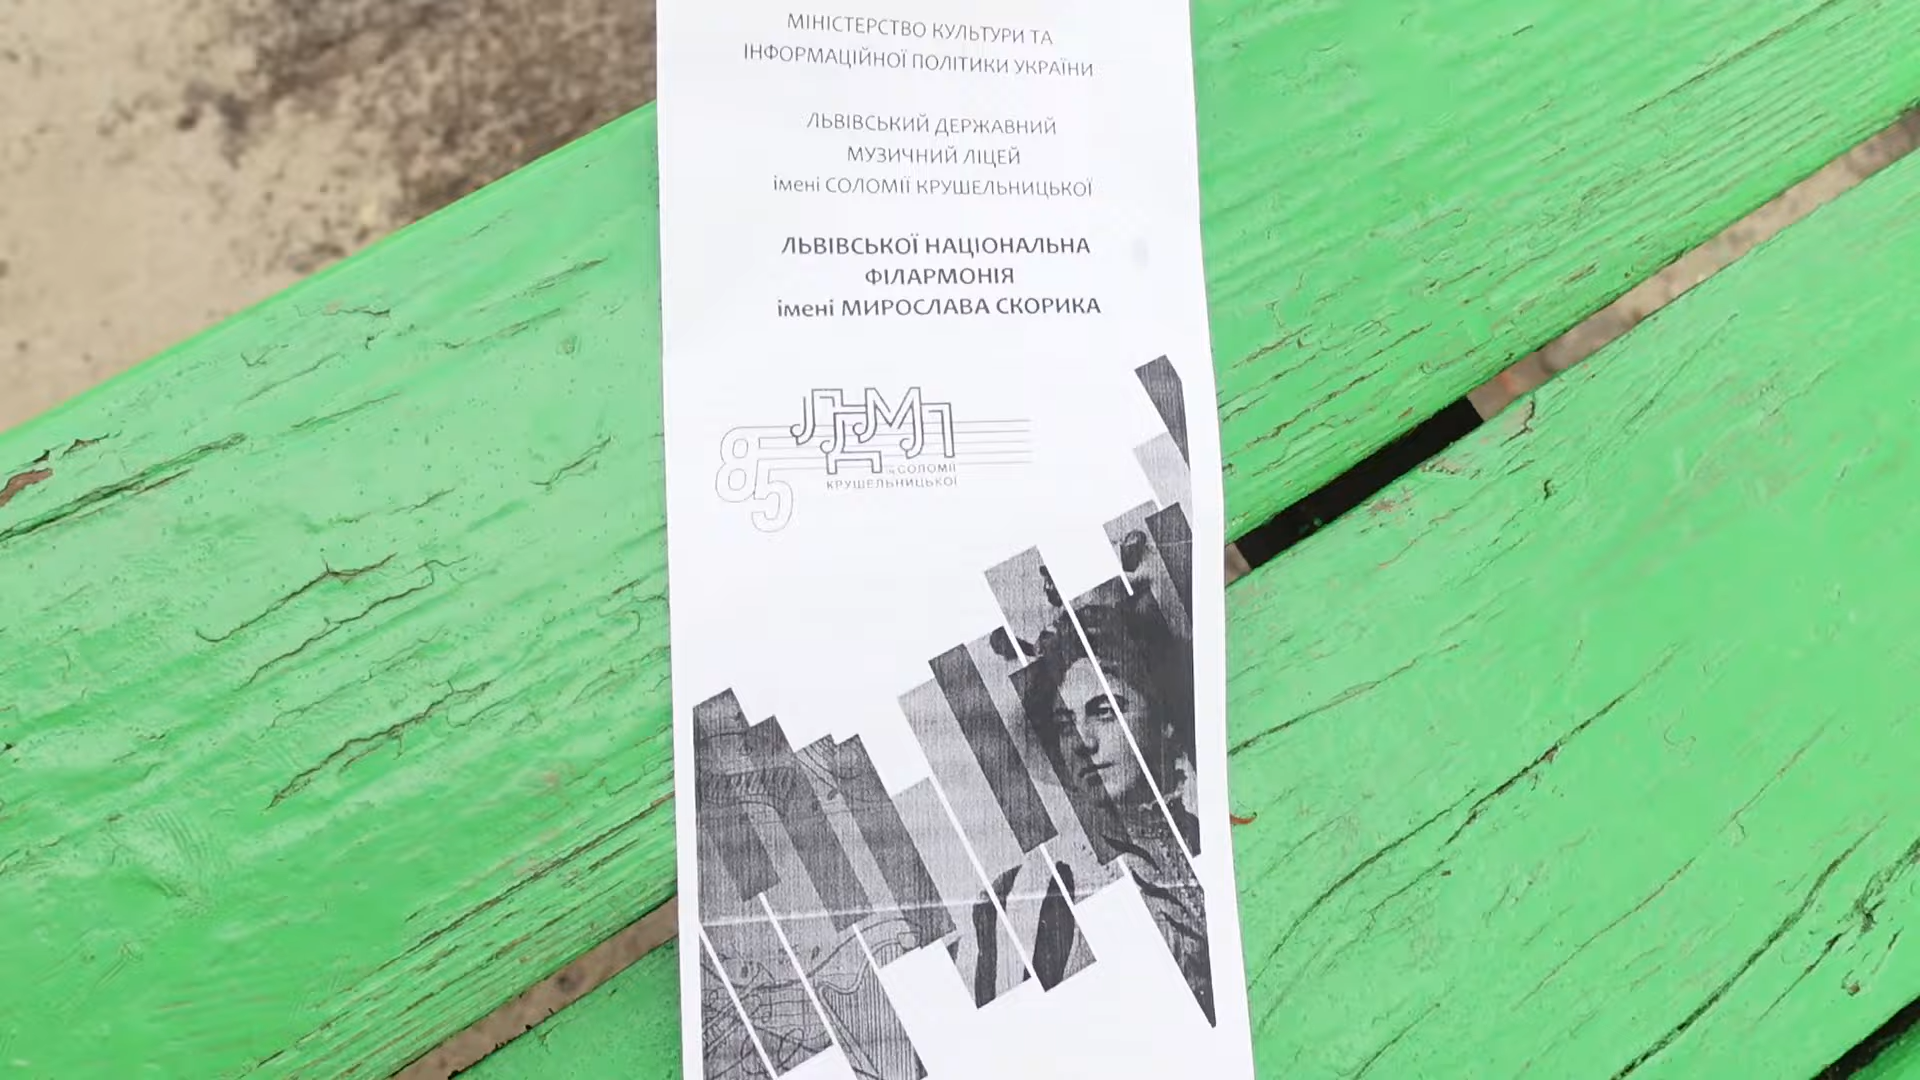 МІНІСТЕРСТВО КУЛЬТУРИ ТА
ІНФОРМАЦІЙНОЇ ПОЛІТИКИ УКРАЇНИ
ЛЬВІВСЬКИЙ ДЕРЖАВНИЙ
МУЗИЧНИЙ ЛІЦЕЙ
імені СОЛОМІЇ КРУШЕЛЬНИЦЬКОЇ
ЛЬВІВСЬКОЇ НАЦІОНАЛЬНА
ФІЛАРМОНІЯ
імені МИРОСЛАВА СКОРИКА
85 ЛДМЛ
ім СОЛОМІЇ
КРУШЕЛЬНИЦЬКОЇ